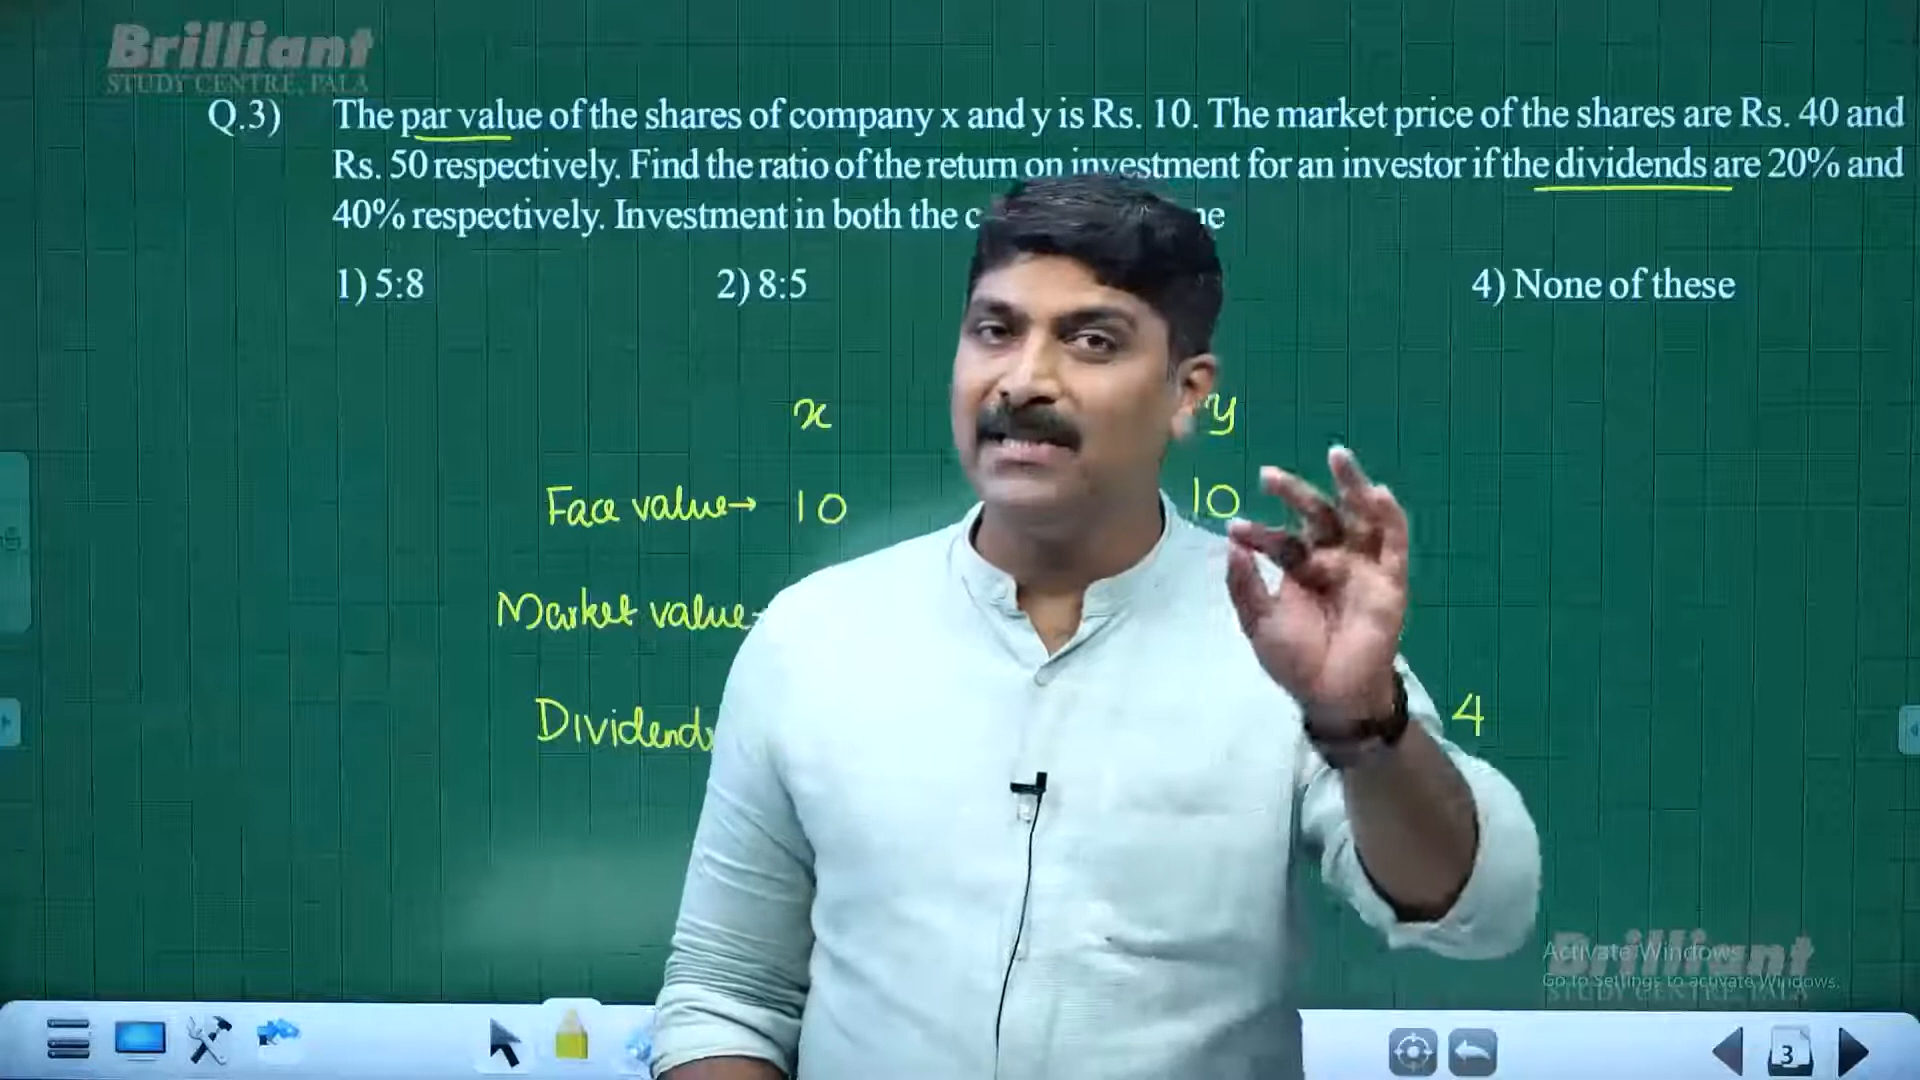 Brilliant
STUDY CENTRE, PALA
Q.3) The par value of the shares of company x and y is Rs. 10. The market price of the shares are Rs. 40 and
Rs. 50 respectively. Find the ratio of the return on investment for an investor if the dividends are 20% and
40% respectively. Investment in both the
1) 5:8 2) 8:5 4) None of these
x y
Face value→ 10 10
Market value
Dividends 4
Brilliant
Activate Windows
Go to Settings to activate Windows.
STUDY CENTRE, PALA
3